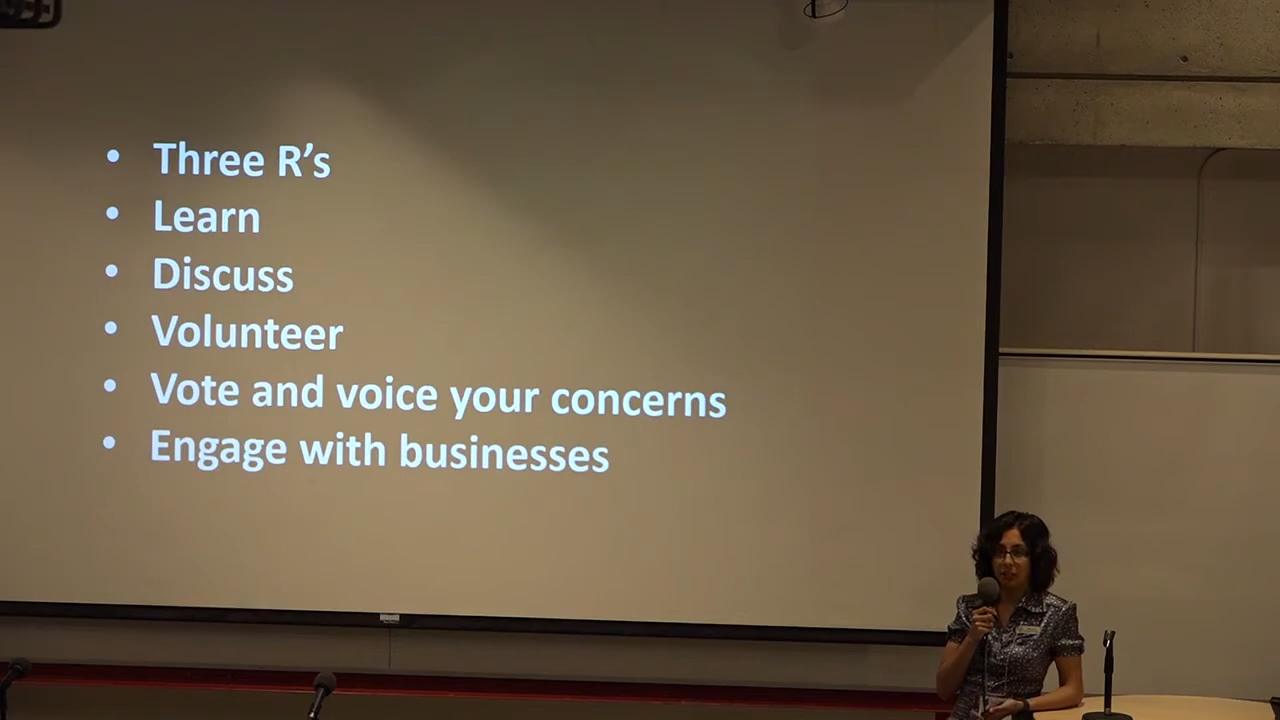 • Three R's
• Learn
• Discuss
• Volunteer
• Vote and voice your concerns
• Engage with businesses